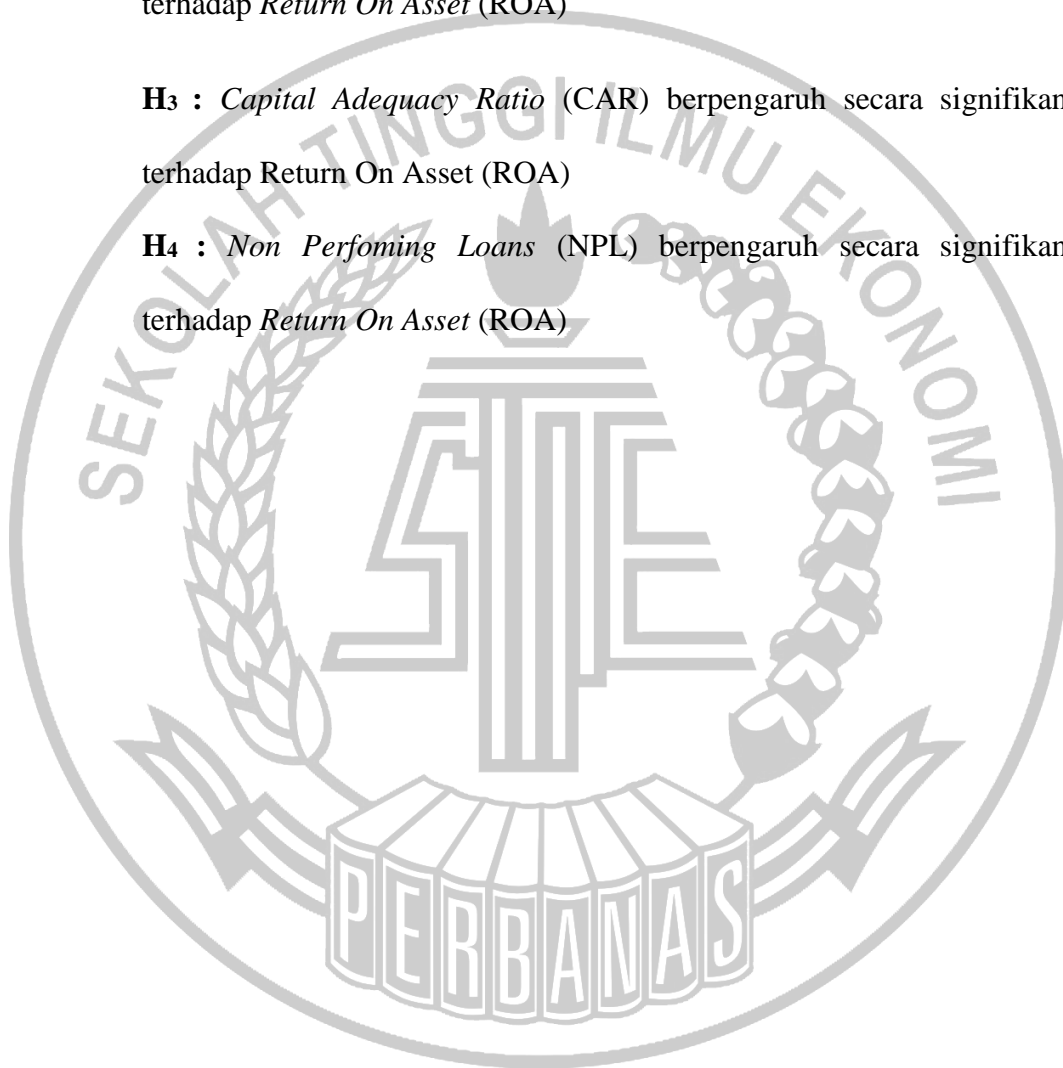 terhadap Return On Asset (ROA)
H3 : Capital Adequacy Ratio (CAR) berpengaruh secara signifikan
terhadap Return On Asset (ROA)
H4 : Non Perfoming Loans (NPL) berpengaruh secara signifikan
terhadap Return On Asset (ROA)
SEKOLAH TINGGI ILMU EKONOMI
STIE
PERBANAS